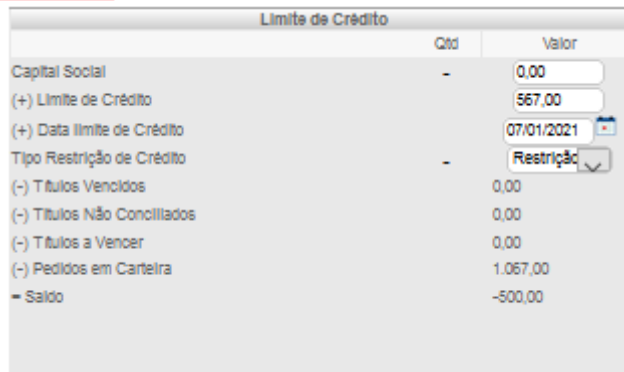 Limite de Crédito
Qtd Valor
Capital Social - 0,00
(+) Limite de Crédito 567,00
(+) Data limite de Crédito 07/01/2021
Tipo Restrição de Crédito - Restrição
(-) Títulos Vencidos 0,00
(-) Títulos Não Conciliados 0,00
(-) Títulos a Vencer 0,00
(-) Pedidos em Carteira 1.067,00
= Saldo -500,00